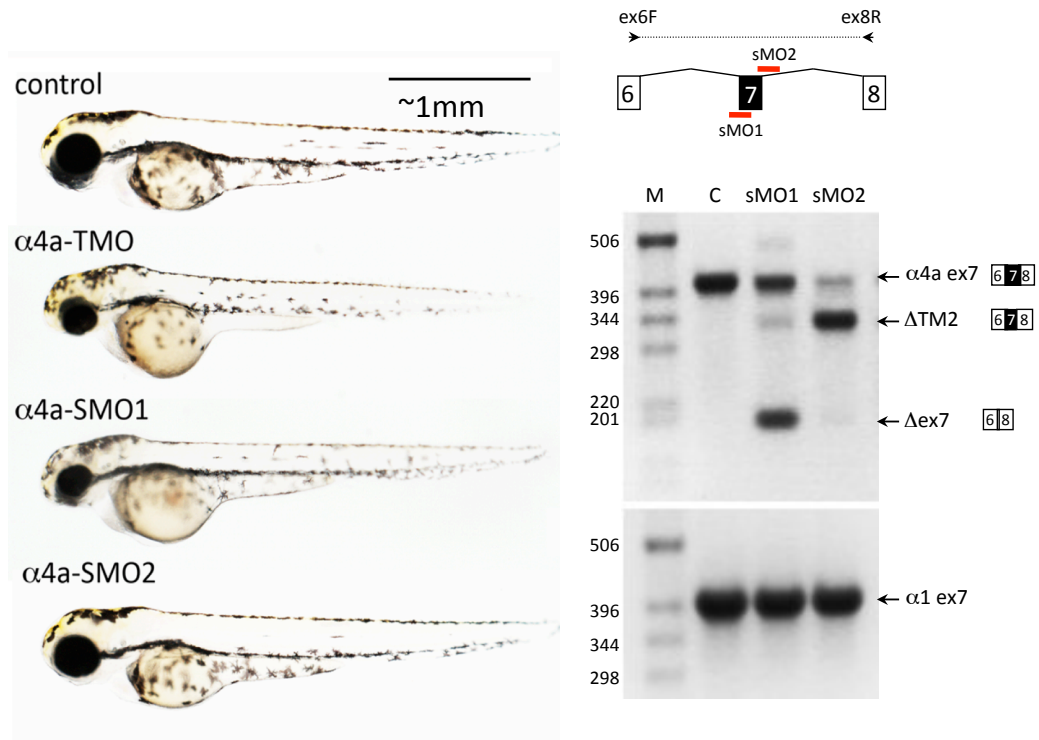 control
~1mm
α4a-TMO
α4a-SMO1
α4a-SMO2
ex6F ex8R
sMO2
6 7 8
sMO1
M C sMO1 sMO2
506
396
344
298
220
201
α4a ex7 6 7 8
ΔTM2 6 7 8
Δex7 6 8
506
396
344
298
α1 ex7